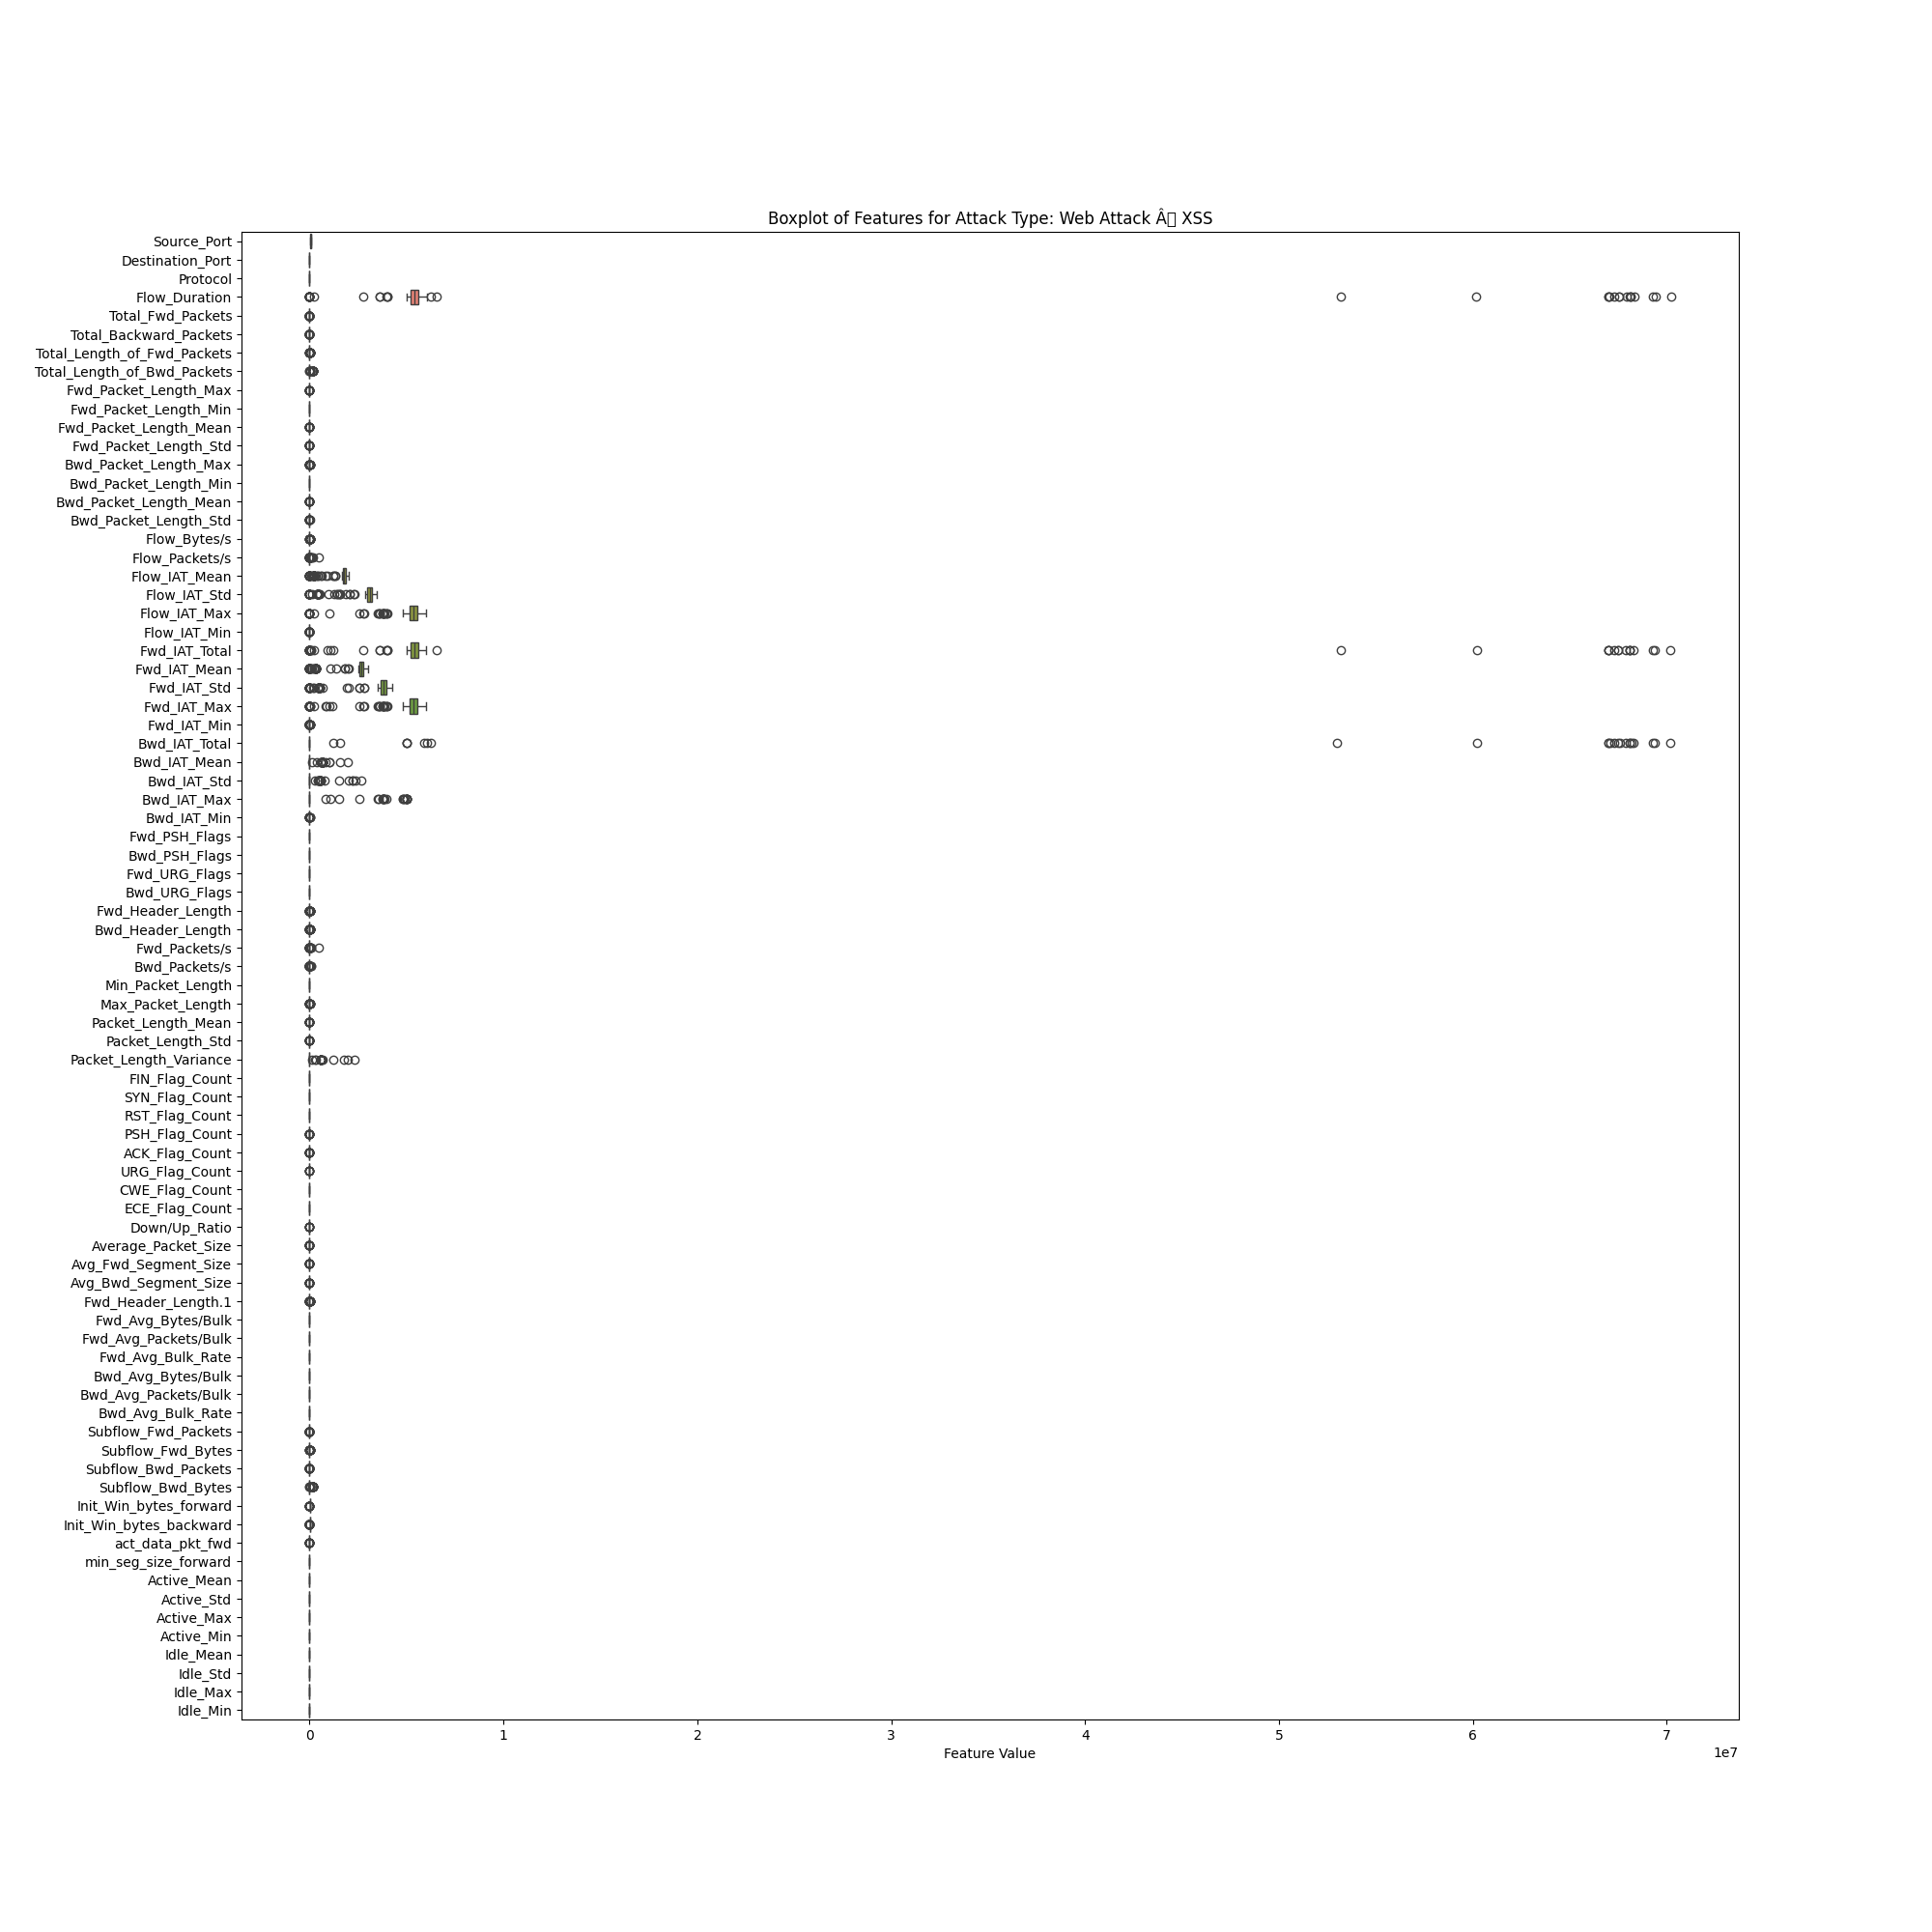 Boxplot of Features for Attack Type: Web Attack Â▯ XSS
Source_Port
Destination_Port
Protocol
Flow_Duration
Total_Fwd_Packets
Total_Backward_Packets
Total_Length_of_Fwd_Packets
Total_Length_of_Bwd_Packets
Fwd_Packet_Length_Max
Fwd_Packet_Length_Min
Fwd_Packet_Length_Mean
Fwd_Packet_Length_Std
Bwd_Packet_Length_Max
Bwd_Packet_Length_Min
Bwd_Packet_Length_Mean
Bwd_Packet_Length_Std
Flow_Bytes/s
Flow_Packets/s
Flow_IAT_Mean
Flow_IAT_Std
Flow_IAT_Max
Flow_IAT_Min
Fwd_IAT_Total
Fwd_IAT_Mean
Fwd_IAT_Std
Fwd_IAT_Max
Fwd_IAT_Min
Bwd_IAT_Total
Bwd_IAT_Mean
Bwd_IAT_Std
Bwd_IAT_Max
Bwd_IAT_Min
Fwd_PSH_Flags
Bwd_PSH_Flags
Fwd_URG_Flags
Bwd_URG_Flags
Fwd_Header_Length
Bwd_Header_Length
Fwd_Packets/s
Bwd_Packets/s
Min_Packet_Length
Max_Packet_Length
Packet_Length_Mean
Packet_Length_Std
Packet_Length_Variance
FIN_Flag_Count
SYN_Flag_Count
RST_Flag_Count
PSH_Flag_Count
ACK_Flag_Count
URG_Flag_Count
CWE_Flag_Count
ECE_Flag_Count
Down/Up_Ratio
Average_Packet_Size
Avg_Fwd_Segment_Size
Avg_Bwd_Segment_Size
Fwd_Header_Length.1
Fwd_Avg_Bytes/Bulk
Fwd_Avg_Packets/Bulk
Fwd_Avg_Bulk_Rate
Bwd_Avg_Bytes/Bulk
Bwd_Avg_Packets/Bulk
Bwd_Avg_Bulk_Rate
Subflow_Fwd_Packets
Subflow_Fwd_Bytes
Subflow_Bwd_Packets
Subflow_Bwd_Bytes
Init_Win_bytes_forward
Init_Win_bytes_backward
act_data_pkt_fwd
min_seg_size_forward
Active_Mean
Active_Std
Active_Max
Active_Min
Idle_Mean
Idle_Std
Idle_Max
Idle_Min
0 1 2 3 4 5 6 7
Feature Value
1e7